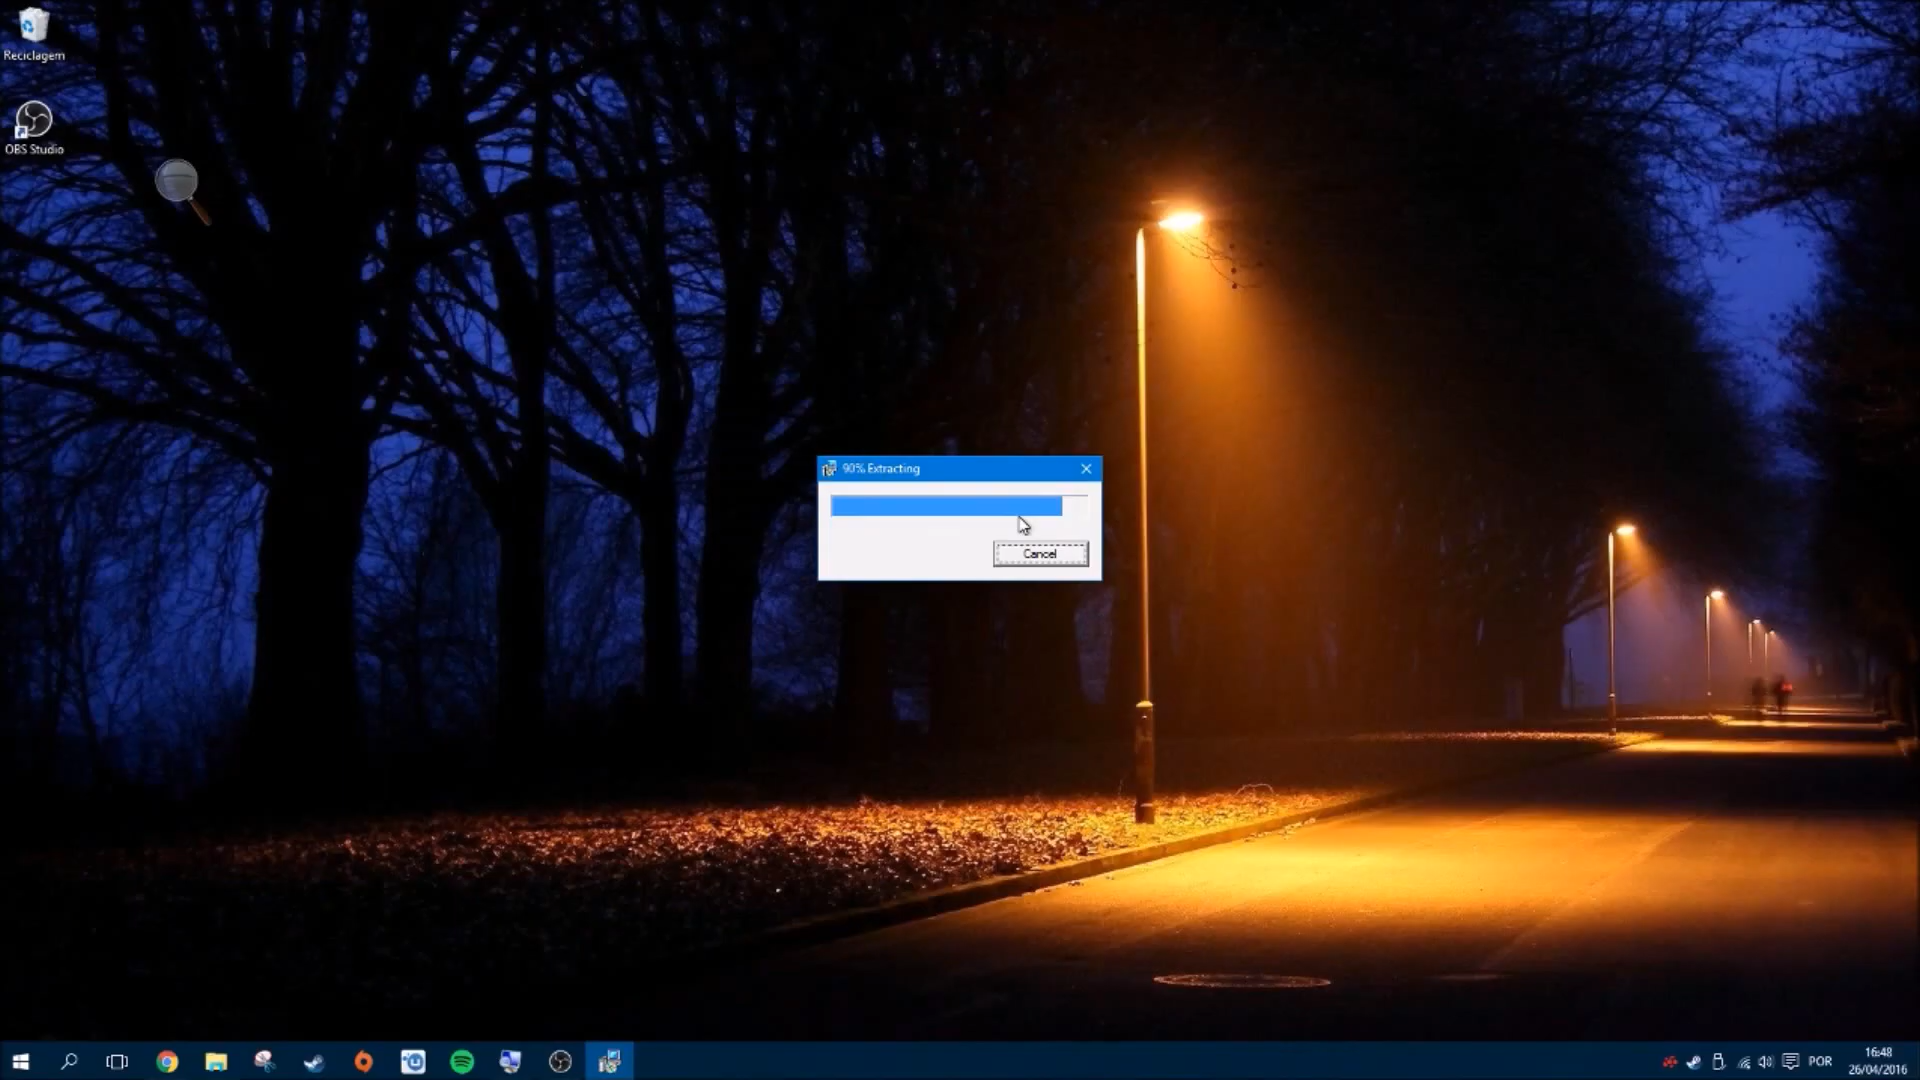 Reciclagem
OBS Studio
90% Extracting
Cancel
POR
16:48
26/04/2016